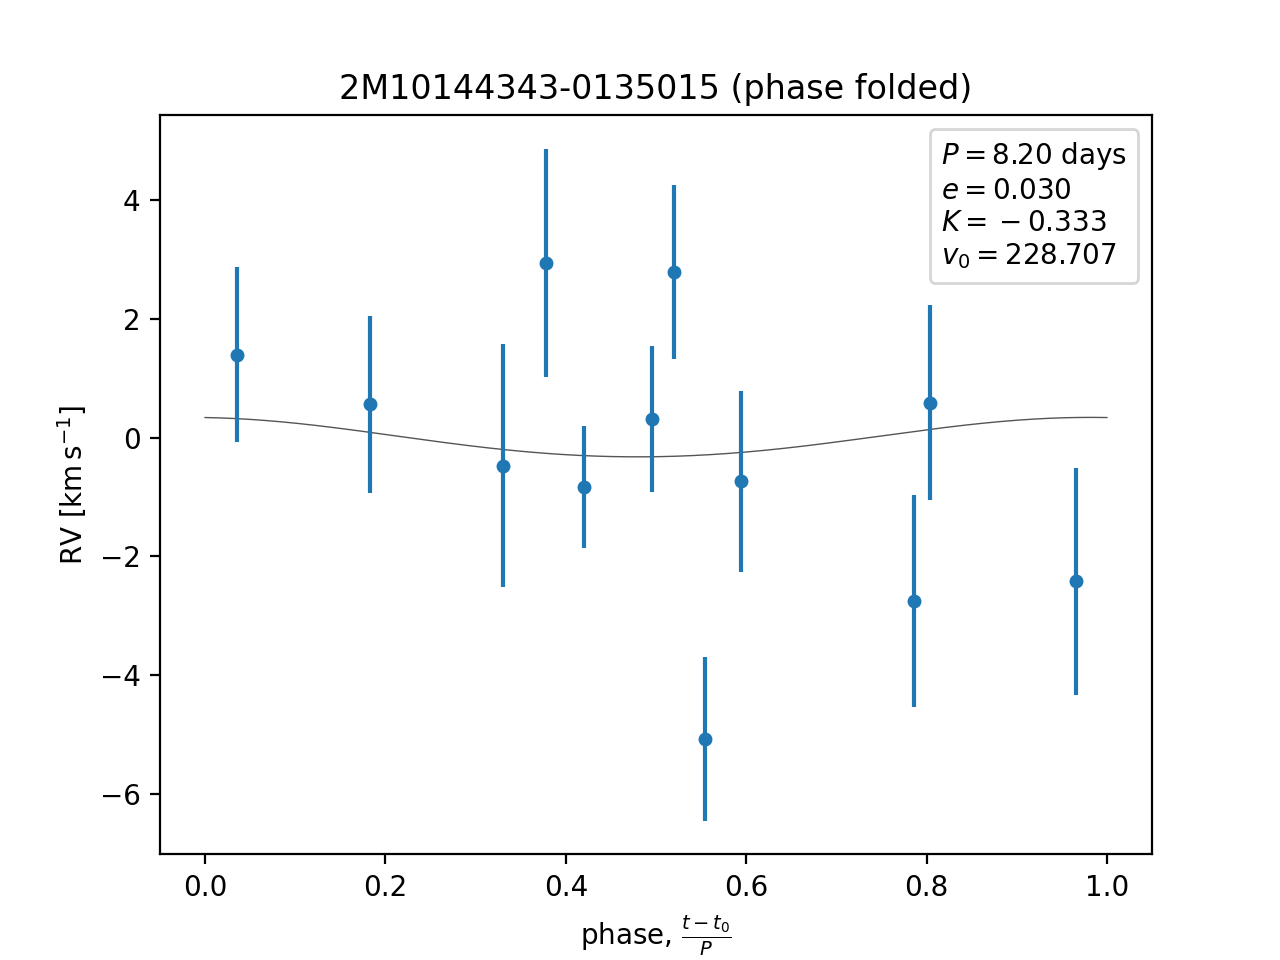 2M10144343-0135015 (phase folded)
P = 8.20 days
e = 0.030
K = −0.333
v₀ = 228.707
RV [km s⁻¹]
4
2
0
−2
−4
−6
0.0 0.2 0.4 0.6 0.8 1.0
phase, (t − t₀)/P